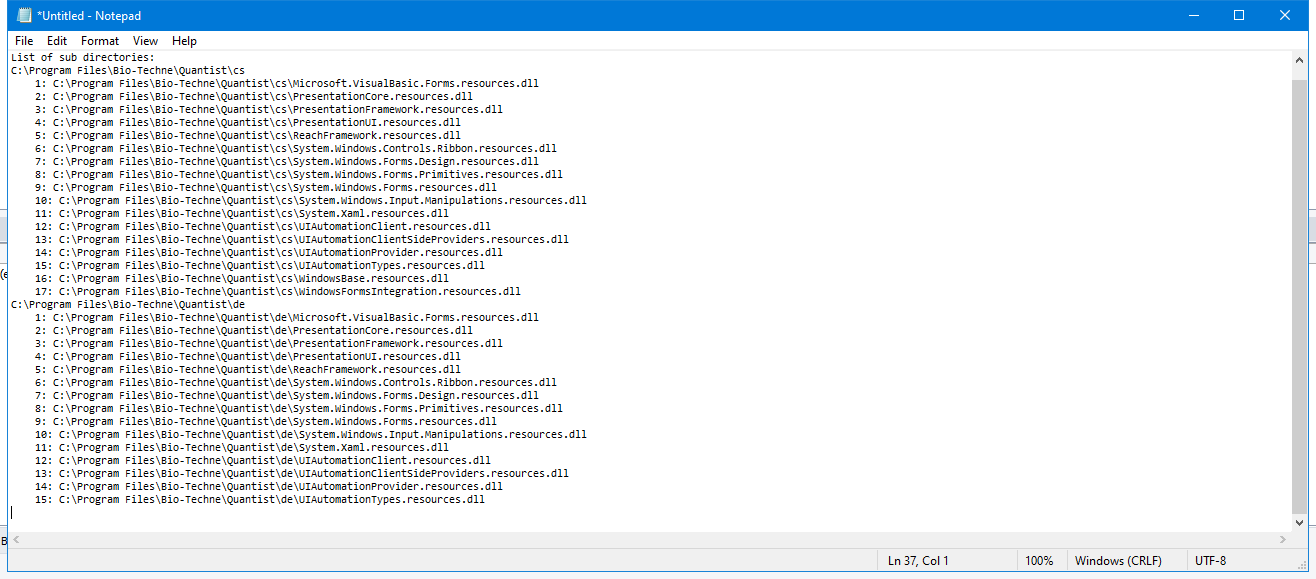 *Untitled - Notepad
File Edit Format View Help
List of sub directories:
C:\Program Files\Bio-Techne\Quantist\cs
1: C:\Program Files\Bio-Techne\Quantist\cs\Microsoft.VisualBasic.Forms.resources.dll
2: C:\Program Files\Bio-Techne\Quantist\cs\PresentationCore.resources.dll
3: C:\Program Files\Bio-Techne\Quantist\cs\PresentationFramework.resources.dll
4: C:\Program Files\Bio-Techne\Quantist\cs\PresentationUI.resources.dll
5: C:\Program Files\Bio-Techne\Quantist\cs\ReachFramework.resources.dll
6: C:\Program Files\Bio-Techne\Quantist\cs\System.Windows.Controls.Ribbon.resources.dll
7: C:\Program Files\Bio-Techne\Quantist\cs\System.Windows.Forms.Design.resources.dll
8: C:\Program Files\Bio-Techne\Quantist\cs\System.Windows.Forms.Primitives.resources.dll
9: C:\Program Files\Bio-Techne\Quantist\cs\System.Windows.Forms.resources.dll
10: C:\Program Files\Bio-Techne\Quantist\cs\System.Windows.Input.Manipulations.resources.dll
11: C:\Program Files\Bio-Techne\Quantist\cs\System.Xaml.resources.dll
12: C:\Program Files\Bio-Techne\Quantist\cs\UIAutomationClient.resources.dll
13: C:\Program Files\Bio-Techne\Quantist\cs\UIAutomationClientSideProviders.resources.dll
14: C:\Program Files\Bio-Techne\Quantist\cs\UIAutomationProvider.resources.dll
15: C:\Program Files\Bio-Techne\Quantist\cs\UIAutomationTypes.resources.dll
16: C:\Program Files\Bio-Techne\Quantist\cs\WindowsBase.resources.dll
17: C:\Program Files\Bio-Techne\Quantist\cs\WindowsFormsIntegration.resources.dll
C:\Program Files\Bio-Techne\Quantist\de
1: C:\Program Files\Bio-Techne\Quantist\de\Microsoft.VisualBasic.Forms.resources.dll
2: C:\Program Files\Bio-Techne\Quantist\de\PresentationCore.resources.dll
3: C:\Program Files\Bio-Techne\Quantist\de\PresentationFramework.resources.dll
4: C:\Program Files\Bio-Techne\Quantist\de\PresentationUI.resources.dll
5: C:\Program Files\Bio-Techne\Quantist\de\ReachFramework.resources.dll
6: C:\Program Files\Bio-Techne\Quantist\de\System.Windows.Controls.Ribbon.resources.dll
7: C:\Program Files\Bio-Techne\Quantist\de\System.Windows.Forms.Design.resources.dll
8: C:\Program Files\Bio-Techne\Quantist\de\System.Windows.Forms.Primitives.resources.dll
9: C:\Program Files\Bio-Techne\Quantist\de\System.Windows.Forms.resources.dll
10: C:\Program Files\Bio-Techne\Quantist\de\System.Windows.Input.Manipulations.resources.dll
11: C:\Program Files\Bio-Techne\Quantist\de\System.Xaml.resources.dll
12: C:\Program Files\Bio-Techne\Quantist\de\UIAutomationClient.resources.dll
13: C:\Program Files\Bio-Techne\Quantist\de\UIAutomationClientSideProviders.resources.dll
14: C:\Program Files\Bio-Techne\Quantist\de\UIAutomationProvider.resources.dll
15: C:\Program Files\Bio-Techne\Quantist\de\UIAutomationTypes.resources.dll
Ln 37, Col 1 100% Windows (CRLF) UTF-8